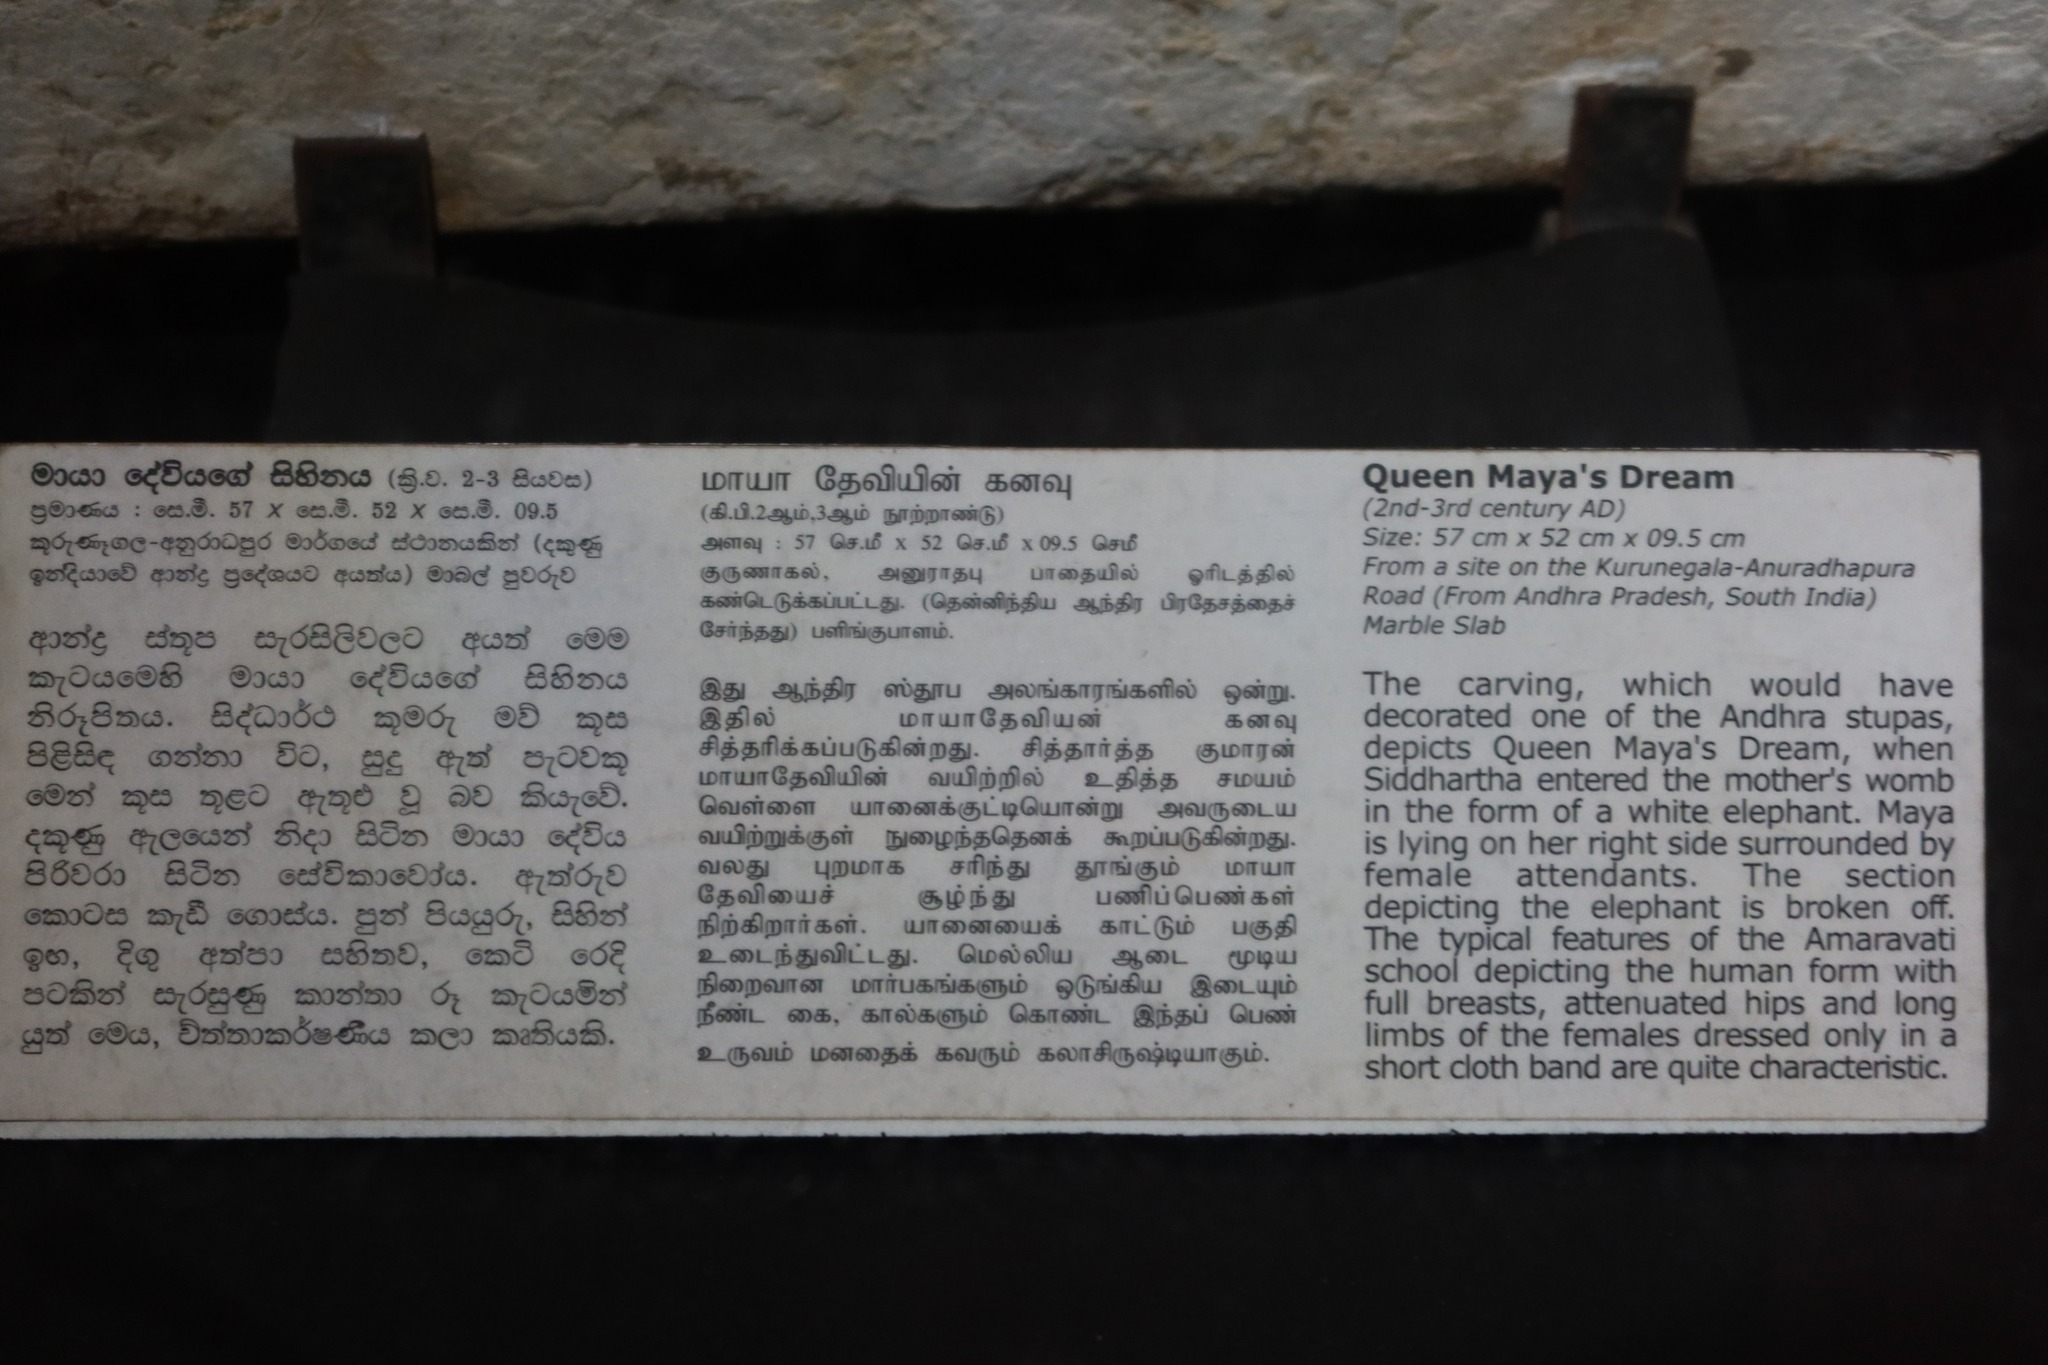 මායා දේවියගේ සිහිනය (ක්‍රි.ව. 2-3 සියවස)
ප්‍රමාණය : සෙ.මී. 57 x සෙ.මී. 52 x සෙ.මී. 09.5
කුරුණෑගල-අනුරාධපුර මාර්ගයේ ස්ථානයකින් (දකුණු
ඉන්දියාවේ ආන්ද්‍ර ප්‍රදේශයට අයත්ය) මාබල් පුවරුව
ආන්ද්‍ර ස්තූප සැරසිලිවලට අයත් මෙම
කැටයමෙහි මායා දේවියගේ සිහිනය
නිරූපිතය. සිද්ධාර්ථ කුමරු මව් කුස
පිළිසිඳ ගන්නා විට, සුදු ඇත් පැටවකු
මෙන් කුස තුළට ඇතුළු වූ බව කියැවේ.
දකුණු ඇලයෙන් නිදා සිටින මායා දේවිය
පිරිවරා සිටින සේවිකාවෝය. ඇත්රුව
කොටස කැඩී ගොස්ය. පුන් පියයුරු, සිහින්
ඉඟ, දිගු අත්පා සහිතව, කෙටි රෙදි
පටකින් සැරසුණු කාන්තා රූ කැටයමින්
යුත් මෙය, චිත්තාකර්ෂණීය කලා කෘතියකි.
மாயா தேவியின் கனவு
(கி.பி.2ஆம்,3ஆம் நூற்றாண்டு)
அளவு : 57 செ.மீ x 52 செ.மீ x 09.5 செமீ
குருணாகல், அனுராதபு பாதையில் ஓரிடத்தில்
கண்டெடுக்கப்பட்டது. (தென்னிந்திய ஆந்திர பிரதேசத்தைச்
சேர்ந்தது) பளிங்குபாளம்.
இது ஆந்திர ஸ்தூப அலங்காரங்களில் ஒன்று.
இதில் மாயாதேவியன் கனவு
சித்தரிக்கப்படுகின்றது. சித்தார்த்த குமாரன்
மாயாதேவியின் வயிற்றில் உதித்த சமயம்
வெள்ளை யானைக்குட்டியொன்று அவருடைய
வயிற்றுக்குள் நுழைந்ததெனக் கூறப்படுகின்றது.
வலது புறமாக சரிந்து தூங்கும் மாயா
தேவியைச் சூழ்ந்து பணிப்பெண்கள்
நிற்கிறார்கள். யானையைக் காட்டும் பகுதி
உடைந்துவிட்டது. மெல்லிய ஆடை மூடிய
நிறைவான மார்பகங்களும் ஒடுங்கிய இடையும்
நீண்ட கை, கால்களும் கொண்ட இந்தப் பெண்
உருவம் மனதைக் கவரும் கலாசிருஷ்டியாகும்.
Queen Maya's Dream
(2nd-3rd century AD)
Size: 57 cm x 52 cm x 09.5 cm
From a site on the Kurunegala-Anuradhapura
Road (From Andhra Pradesh, South India)
Marble Slab
The carving, which would have
decorated one of the Andhra stupas,
depicts Queen Maya's Dream, when
Siddhartha entered the mother's womb
in the form of a white elephant. Maya
is lying on her right side surrounded by
female attendants. The section
depicting the elephant is broken off.
The typical features of the Amaravati
school depicting the human form with
full breasts, attenuated hips and long
limbs of the females dressed only in a
short cloth band are quite characteristic.